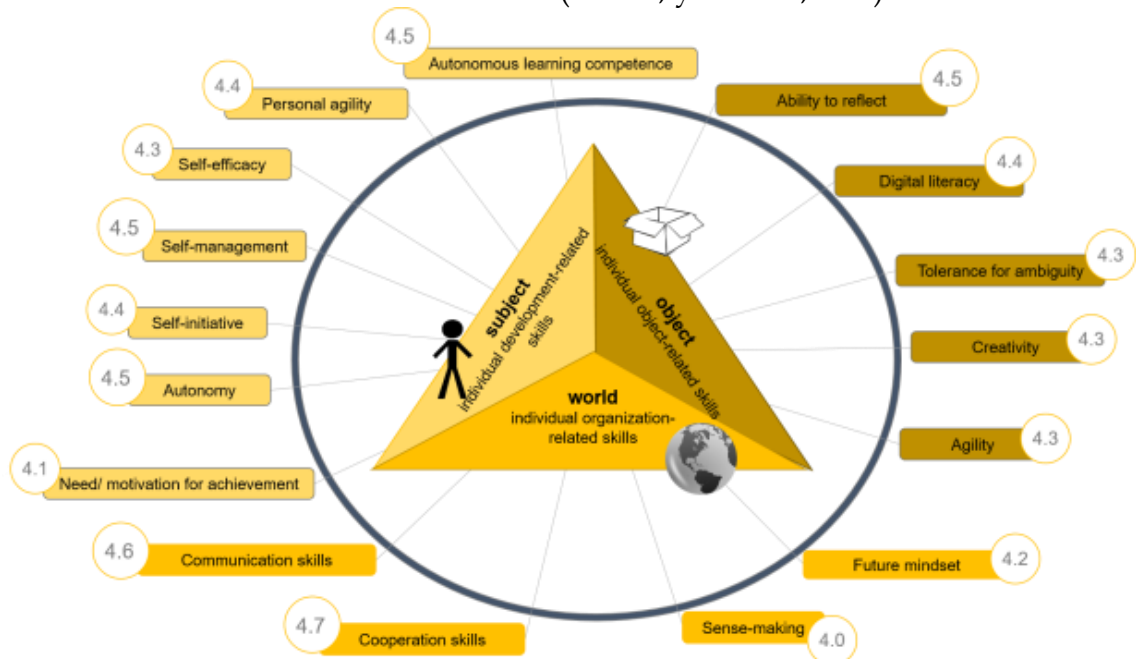 4.5
Autonomous learning competence
4.4
Personal agility
4.3
Self-efficacy
4.5
Self-management
4.4
Self-initiative
4.5
Autonomy
4.1
Need/ motivation for achievement
4.6
Communication skills
4.7
Cooperation skills
Ability to reflect
4.5
Digital literacy
4.4
Tolerance for ambiguity
4.3
Creativity
4.3
Agility
4.3
Future mindset
4.2
Sense-making
4.0
subject
individual development-related
skills
object
individual object-related skills
world
individual organization-
related skills